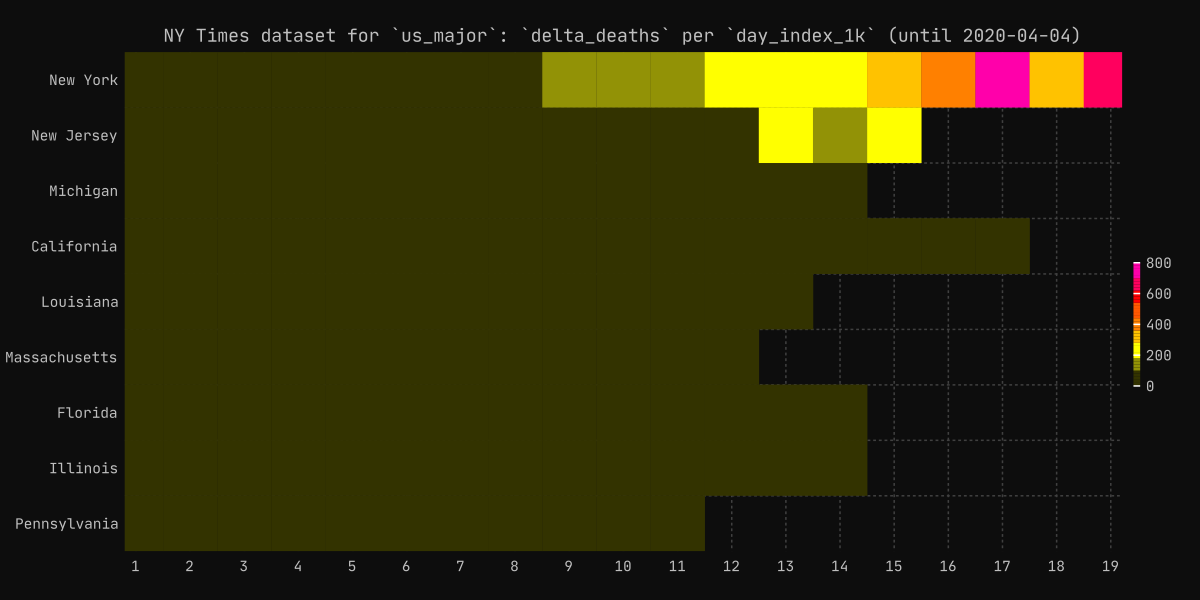 NY Times dataset for `us_major`: `delta_deaths` per `day_index_1k` (until 2020-04-04)
New York
New Jersey
Michigan
California
Louisiana
Massachusetts
Florida
Illinois
Pennsylvania
800
600
400
200
0
1 2 3 4 5 6 7 8 9 10 11 12 13 14 15 16 17 18 19